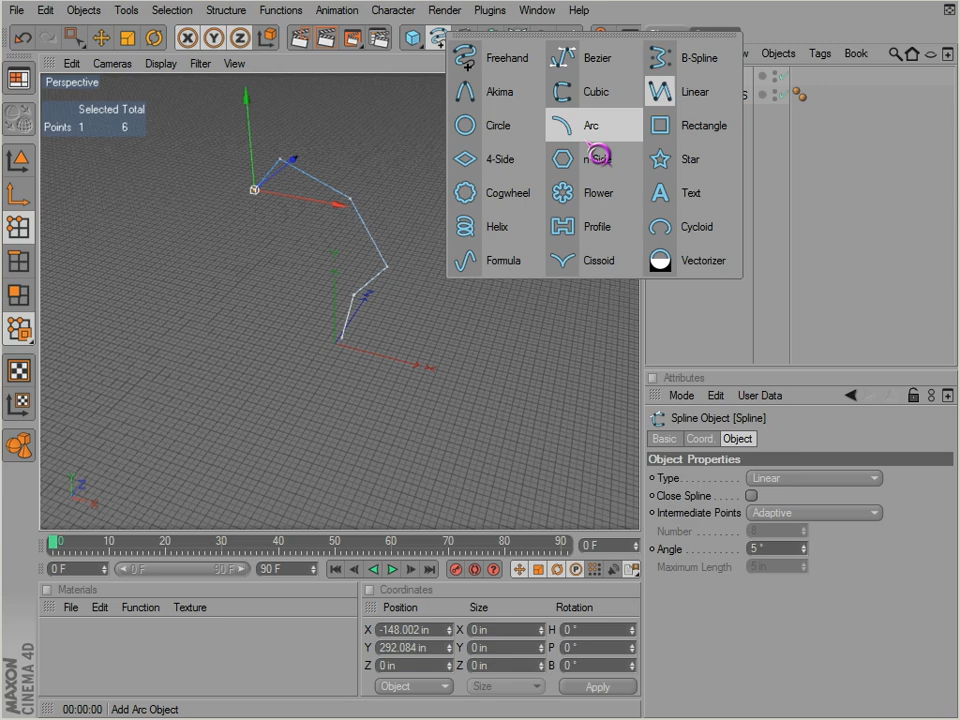 File Edit Objects Tools Selection Structure Functions Animation Character Render Plugins Window Help
X Y Z
Edit Cameras Display Filter View
Perspective
Selected Total
Points 1 6
Freehand Bezier B-Spline
Akima Cubic Linear
Circle Arc Rectangle
4-Side n-Side Star
Cogwheel Flower Text
Helix Profile Cycloid
Formula Cissoid Vectorizer
Objects Tags Book
Attributes
Mode Edit User Data
Spline Object [Spline]
Basic Coord. Object
Object Properties
Type Linear
Close Spline
Intermediate Points Adaptive
Number 8
Angle 5 °
Maximum Length 5 in
0 10 20 30 40 50 60 70 80 90 0 F
0 F 0 F 90 F 90 F
Materials
File Edit Function Texture
Coordinates
Position Size Rotation
X -148.002 in X 0 in H 0 °
Y 292.084 in Y 0 in P 0 °
Z 0 in Z 0 in B 0 °
Object Size Apply
MAXON
CINEMA 4D
00:00:00 Add Arc Object